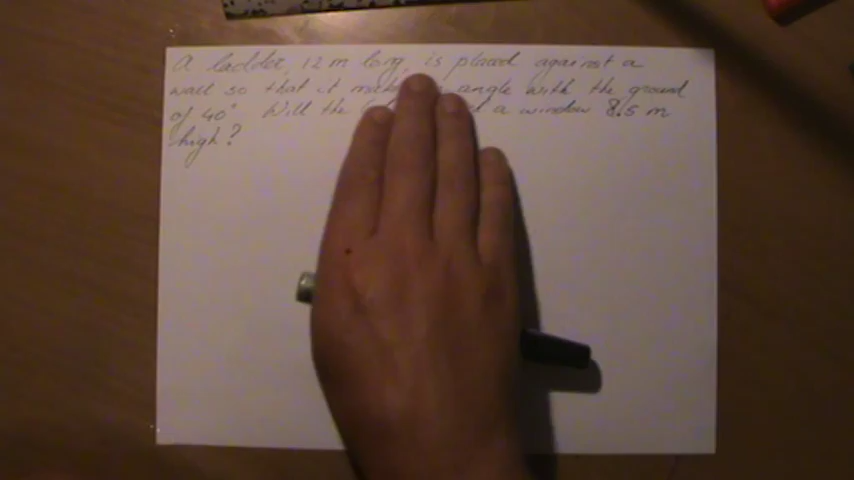 A ladder, 12 m long, is placed against a
wall so that it angle with the ground
of 40° Will the a window 8.5 m
high?